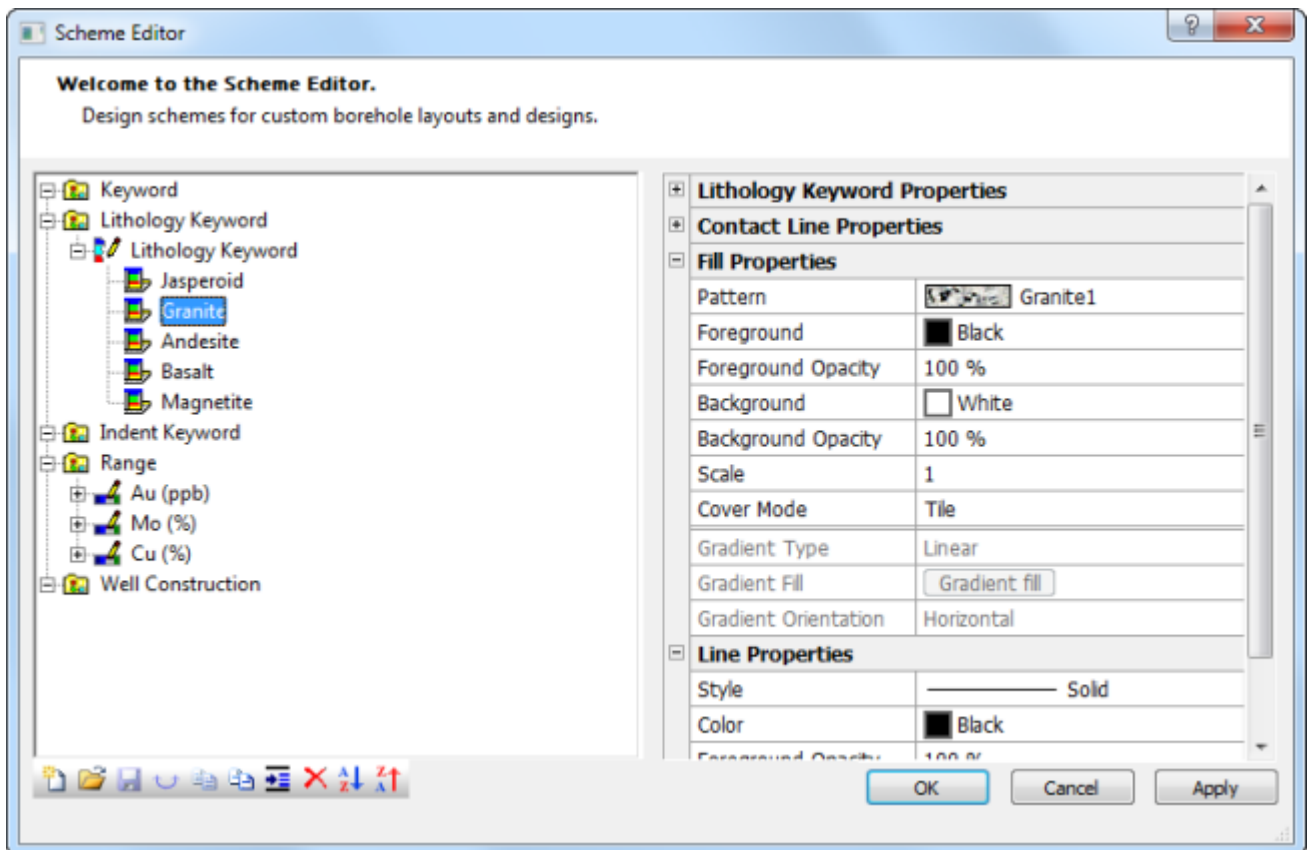 Scheme Editor
Welcome to the Scheme Editor.
Design schemes for custom borehole layouts and designs.
Keyword
Lithology Keyword
Lithology Keyword
Jasperoid
Granite
Andesite
Basalt
Magnetite
Indent Keyword
Range
Au (ppb)
Mo (%)
Cu (%)
Well Construction
Lithology Keyword Properties
Contact Line Properties
Fill Properties
Pattern Granite1
Foreground Black
Foreground Opacity 100 %
Background White
Background Opacity 100 %
Scale 1
Cover Mode Tile
Gradient Type Linear
Gradient Fill Gradient fill
Gradient Orientation Horizontal
Line Properties
Style Solid
Color Black
Foreground Opacity 100 %
OK Cancel Apply